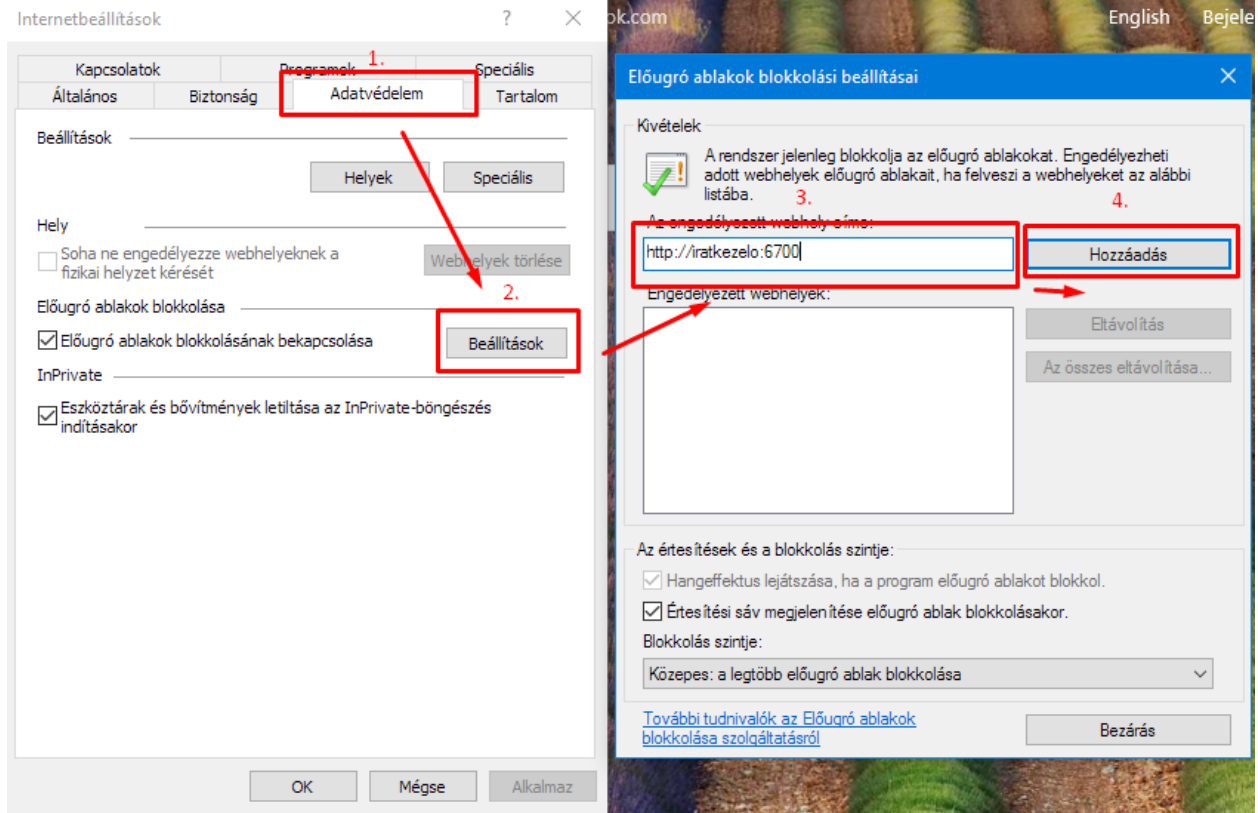 Internetbeállítások ? ×
1.
Kapcsolatok Programok Speciális
Általános Biztonság Adatvédelem Tartalom
Beállítások
Helyek Speciális
Hely
Soha ne engedélyezze webhelyeknek a
fizikai helyzet kérését
Webhelyek törlése
2.
Előugró ablakok blokkolása
Előugró ablakok blokkolásának bekapcsolása Beállítások
InPrivate
Eszköztárak és bővítmények letiltása az InPrivate-böngészés
indításakor
OK Mégse Alkalmaz
ok.com English Bejele
Előugró ablakok blokkolási beállításai ×
Kivételek
A rendszer jelenleg blokkolja az előugró ablakokat. Engedélyezheti
adott webhelyek előugró ablakait, ha felveszi a webhelyeket az alábbi
listába.
3. 4.
Az engedélyezett webhely címe:
http://iratkezelo:6700 Hozzáadás
Engedélyezett webhelyek:
Eltávolítás
Az összes eltávolítása...
Az értesítések és a blokkolás szintje:
Hangeffektus lejátszása, ha a program előugró ablakot blokkol.
Értesítési sáv megjelenítése előugró ablak blokkolásakor.
Blokkolás szintje:
Közepes: a legtöbb előugró ablak blokkolása
További tudnivalók az Előugró ablakok
blokkolása szolgáltatásról
Bezárás